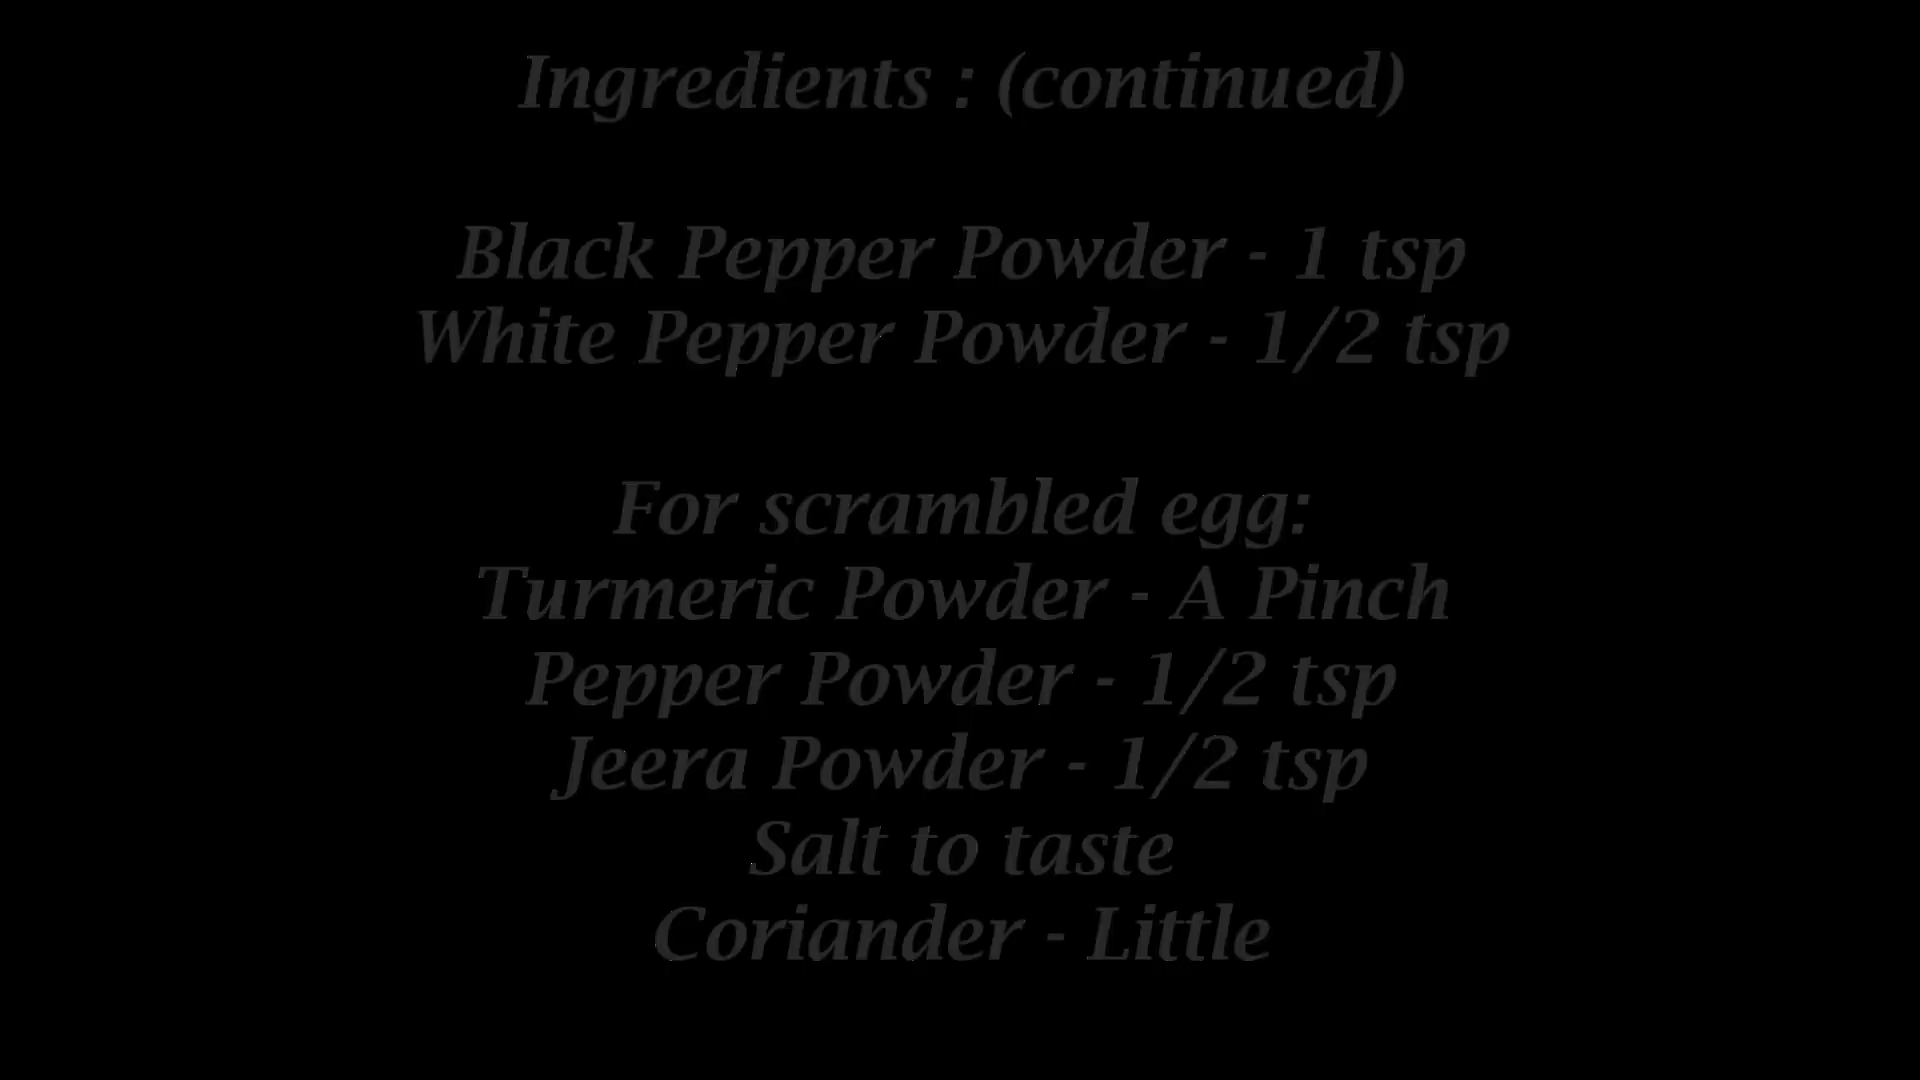 Ingredients : (continued)
Black Pepper Powder - 1 tsp
White Pepper Powder - 1/2 tsp
For scrambled egg:
Turmeric Powder - A Pinch
Pepper Powder - 1/2 tsp
Jeera Powder - 1/2 tsp
Salt to taste
Coriander - Little